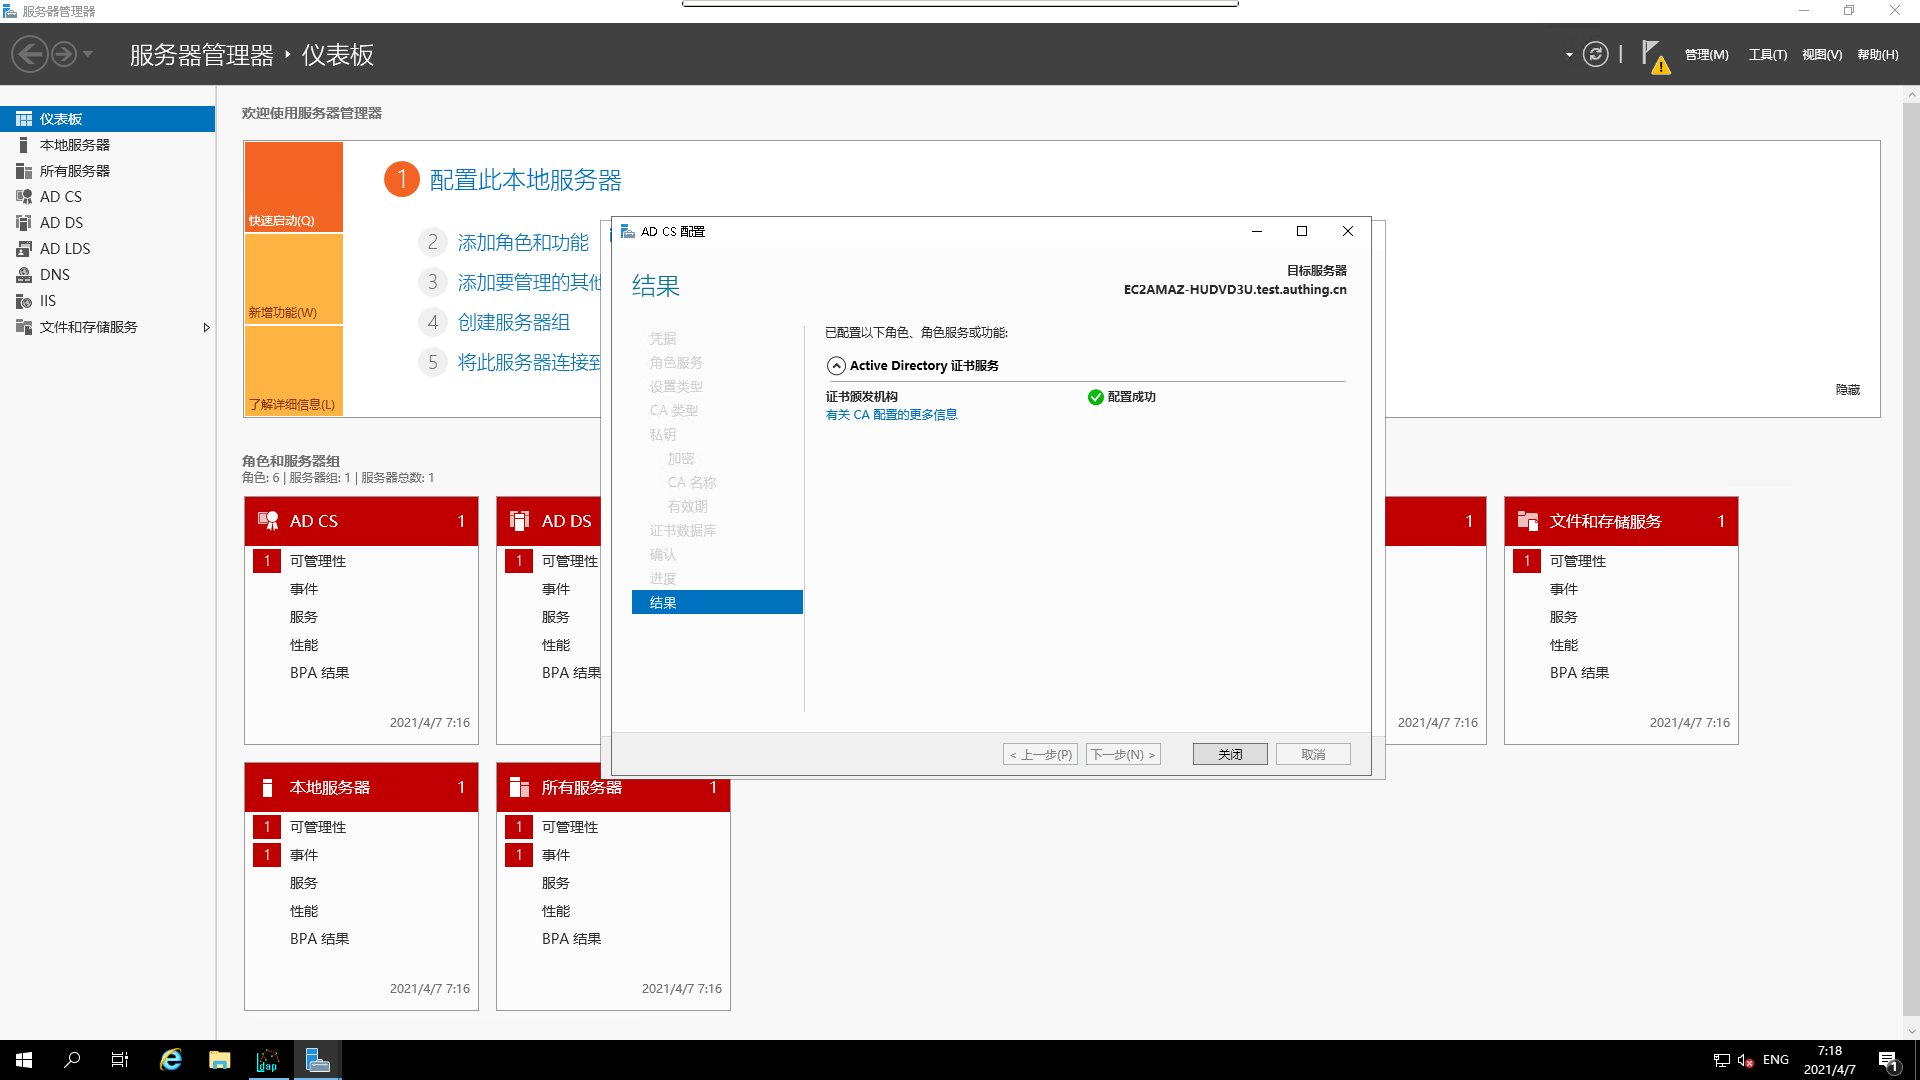 服务器管理器
服务器管理器 ‣ 仪表板
管理(M) 工具(T) 视图(V) 帮助(H)
仪表板
本地服务器
所有服务器
AD CS
AD DS
AD LDS
DNS
IIS
文件和存储服务
欢迎使用服务器管理器
快速启动(Q)
新增功能(W)
了解详细信息(L)
1 配置此本地服务器
2 添加角色和功能
3 添加要管理的其他
4 创建服务器组
5 将此服务器连接到
隐藏
角色和服务器组
角色: 6 | 服务器组: 1 | 服务器总数: 1
AD CS 1
1 可管理性
事件
服务
性能
BPA 结果
2021/4/7 7:16
AD DS
1 可管理性
事件
服务
性能
BPA 结果
1
2021/4/7 7:16
文件和存储服务 1
1 可管理性
事件
服务
性能
BPA 结果
2021/4/7 7:16
本地服务器 1
1 可管理性
1 事件
服务
性能
BPA 结果
2021/4/7 7:16
所有服务器 1
1 可管理性
1 事件
服务
性能
BPA 结果
2021/4/7 7:16
AD CS 配置
结果
目标服务器
EC2AMAZ-HUDVD3U.test.authing.cn
凭据
角色服务
设置类型
CA 类型
私钥
加密
CA 名称
有效期
证书数据库
确认
进度
结果
已配置以下角色、角色服务或功能:
Active Directory 证书服务
证书颁发机构 配置成功
有关 CA 配置的更多信息
< 上一步(P) 下一步(N) > 关闭 取消
ldap
ENG
7:18
2021/4/7
1